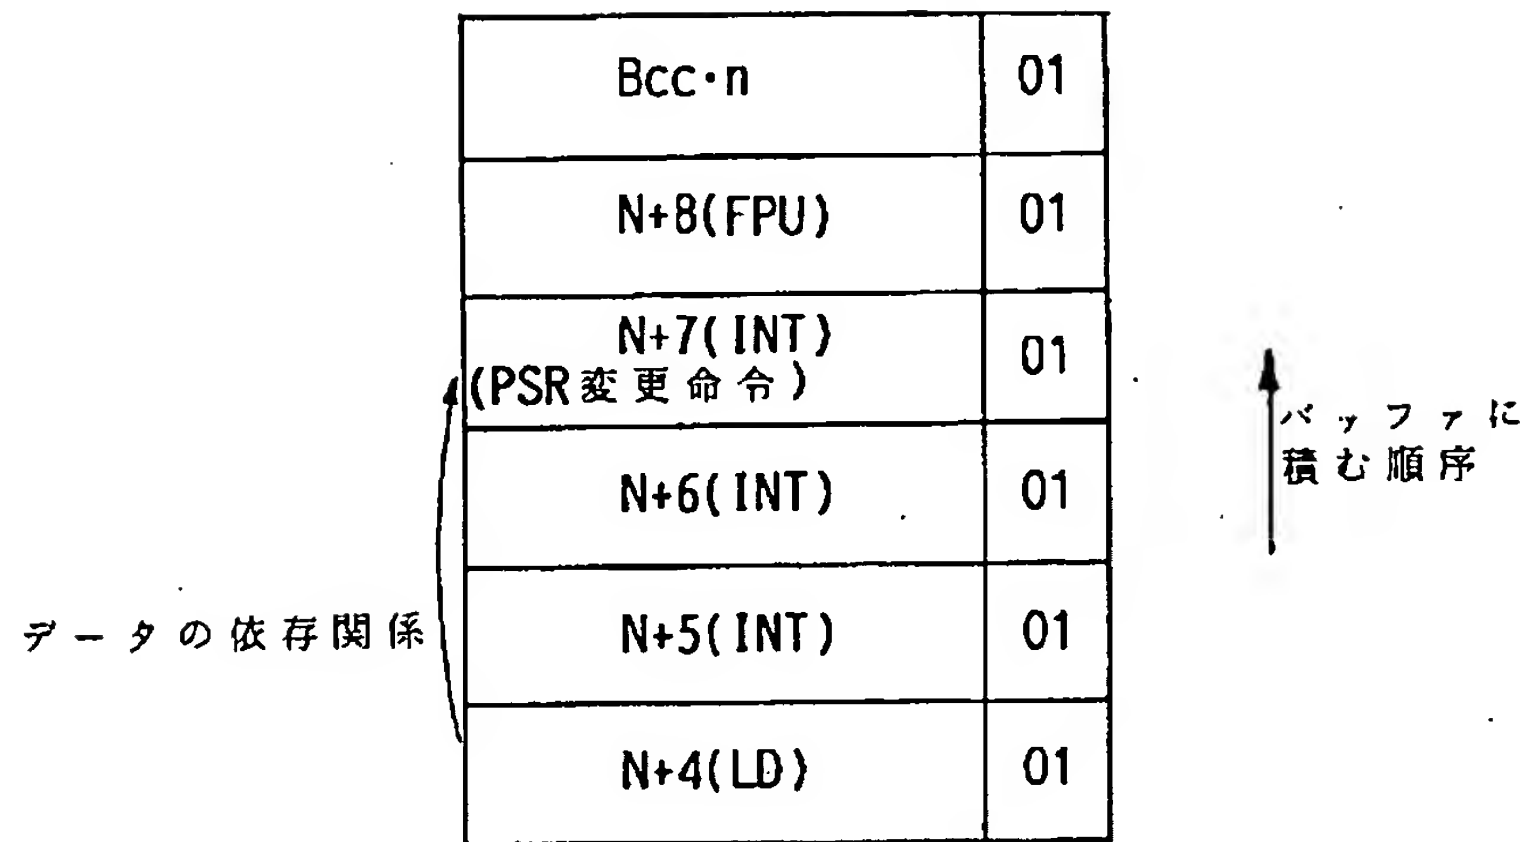 Bcc・n 01
N+8(FPU) 01
N+7(INT)
(PSR変更命令) 01
N+6(INT) 01
N+5(INT) 01
N+4(LD) 01
データの依存関係
バッファに
積む順序